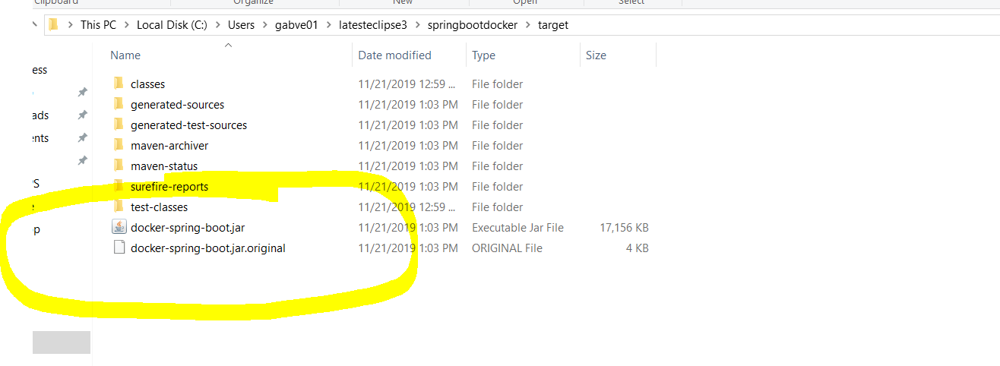 Clipboard Organize New Open Select
This PC > Local Disk (C:) > Users > gabve01 > latesteclipse3 > springbootdocker > target
Name Date modified Type Size
ess
classes 11/21/2019 12:59 ... File folder
generated-sources 11/21/2019 1:03 PM File folder
ads
generated-test-sources 11/21/2019 1:03 PM File folder
ents
maven-archiver 11/21/2019 1:03 PM File folder
maven-status 11/21/2019 1:03 PM File folder
PS
surefire-reports 11/21/2019 1:03 PM File folder
e
test-classes 11/21/2019 12:59 ... File folder
op
docker-spring-boot.jar 11/21/2019 1:03 PM Executable Jar File 17,156 KB
docker-spring-boot.jar.original 11/21/2019 1:03 PM ORIGINAL File 4 KB